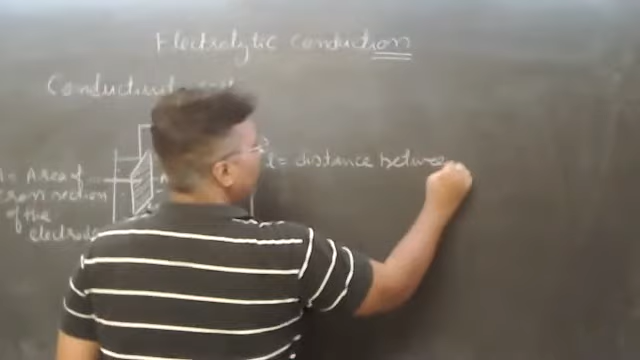 Electrolytic Conduction
l = distance betwee
= Area of
cross section
of the
electrode